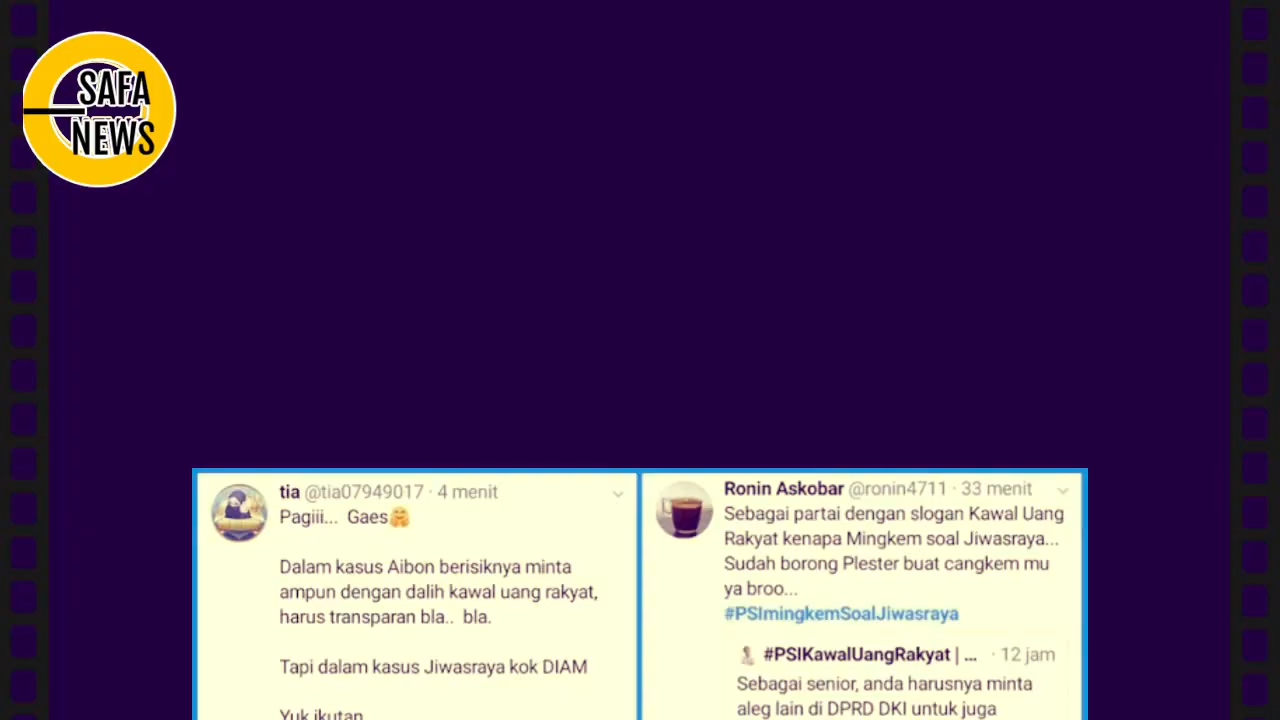 SAFA
NEWS
tia @tia07949017 · 4 menit
Pagiii... Gaes🤗
Dalam kasus Aibon berisiknya minta
ampun dengan dalih kawal uang rakyat,
harus transparan bla.. bla.
Tapi dalam kasus Jiwasraya kok DIAM
Yuk ikutan
Ronin Askobar @ronin4711 · 33 menit
Sebagai partai dengan slogan Kawal Uang
Rakyat kenapa Mingkem soal Jiwasraya...
Sudah borong Plester buat cangkem mu
ya broo...
#PSImingkemSoalJiwasraya
#PSIKawalUangRakyat | ... · 12 jam
Sebagai senior, anda harusnya minta
aleg lain di DPRD DKI untuk juga